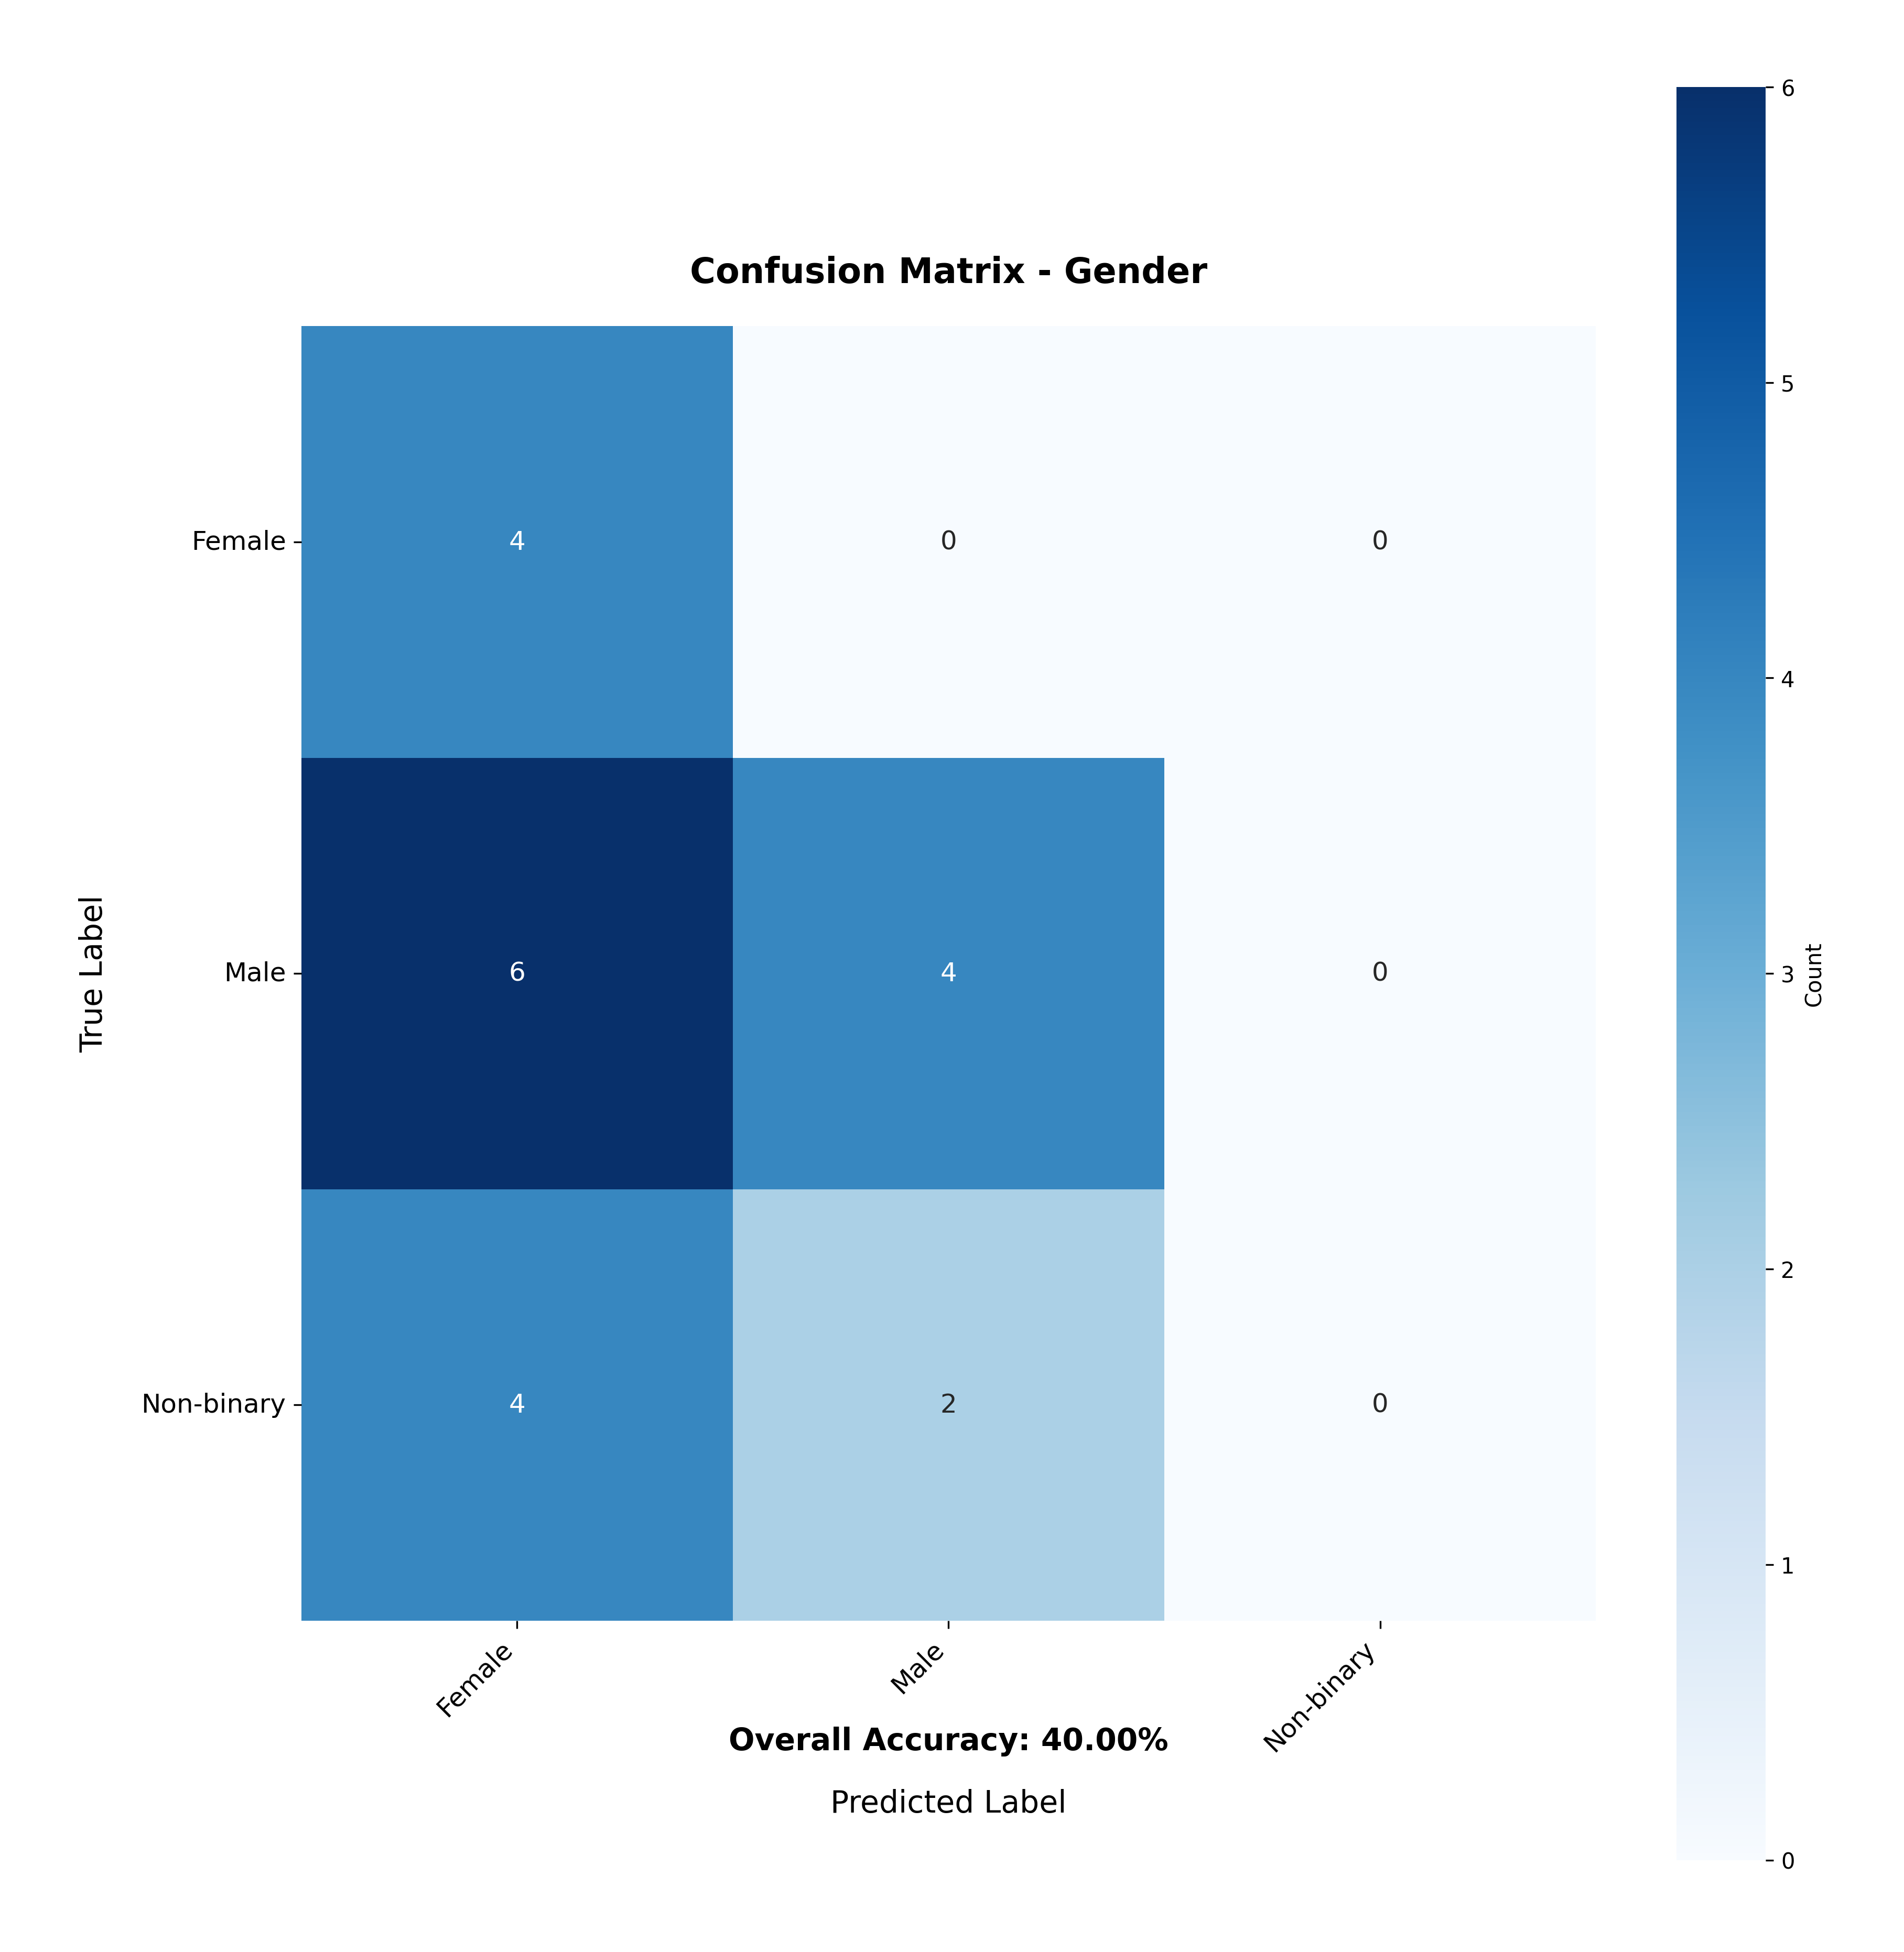 Confusion Matrix - Gender
True Label
Female
4
0
0
Male
6
4
0
Non-binary
4
2
0
Female
Male
Non-binary
Overall Accuracy: 40.00%
Predicted Label
6
5
4
3
2
1
0
Count